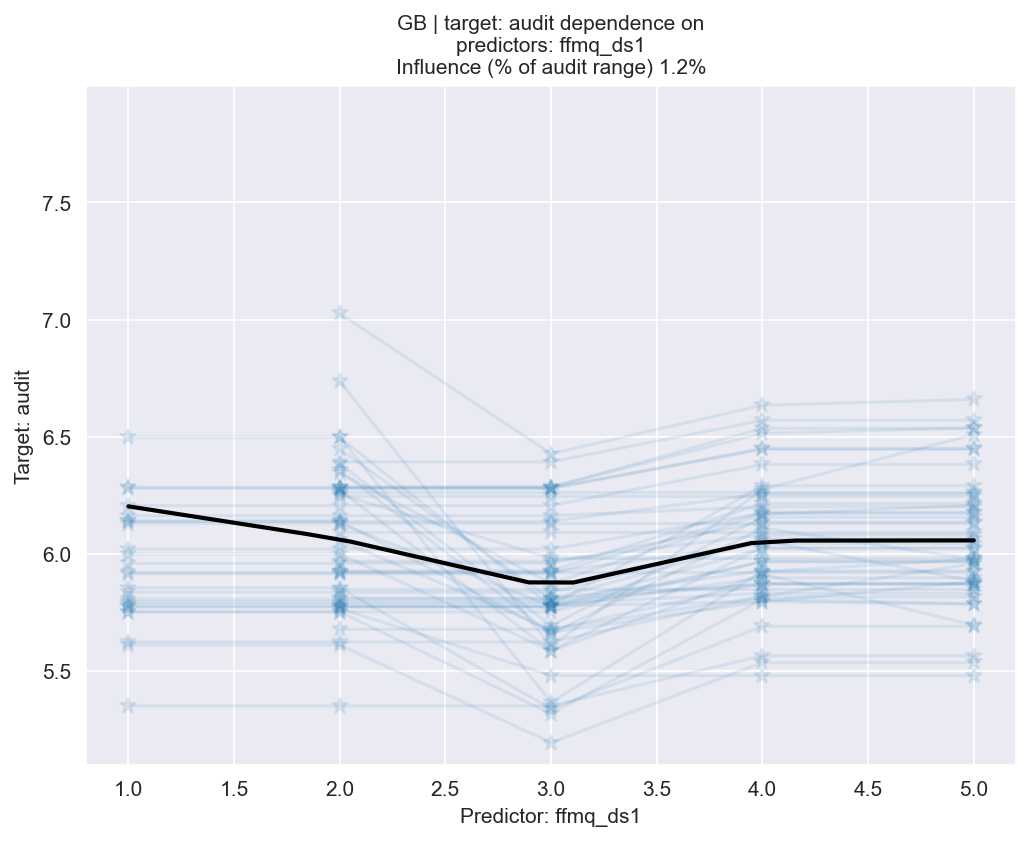 GB | target: audit dependence on
predictors: ffmq_ds1
Influence (% of audit range) 1.2%
7.5
7.0
6.5
6.0
5.5
Target: audit
1.0 1.5 2.0 2.5 3.0 3.5 4.0 4.5 5.0
Predictor: ffmq_ds1